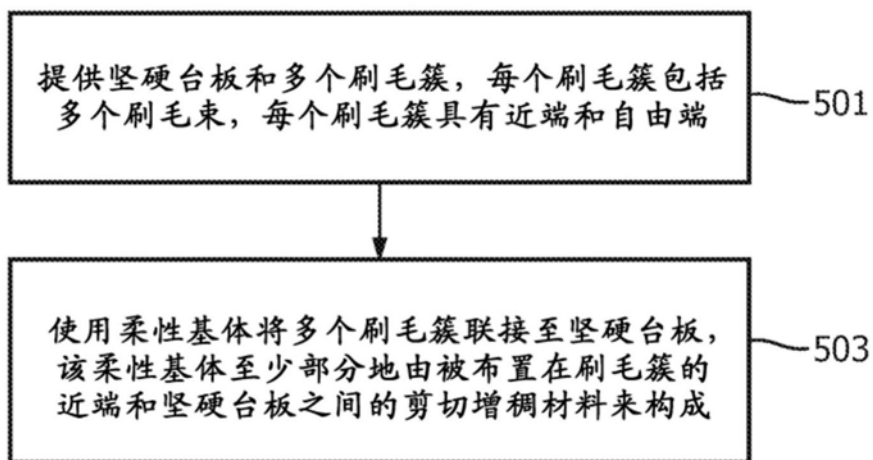 提供坚硬台板和多个刷毛簇，每个刷毛簇包括
多个刷毛束，每个刷毛簇具有近端和自由端
501
使用柔性基体将多个刷毛簇联接至坚硬台板，
该柔性基体至少部分地由被布置在刷毛簇的
近端和坚硬台板之间的剪切增稠材料来构成
503